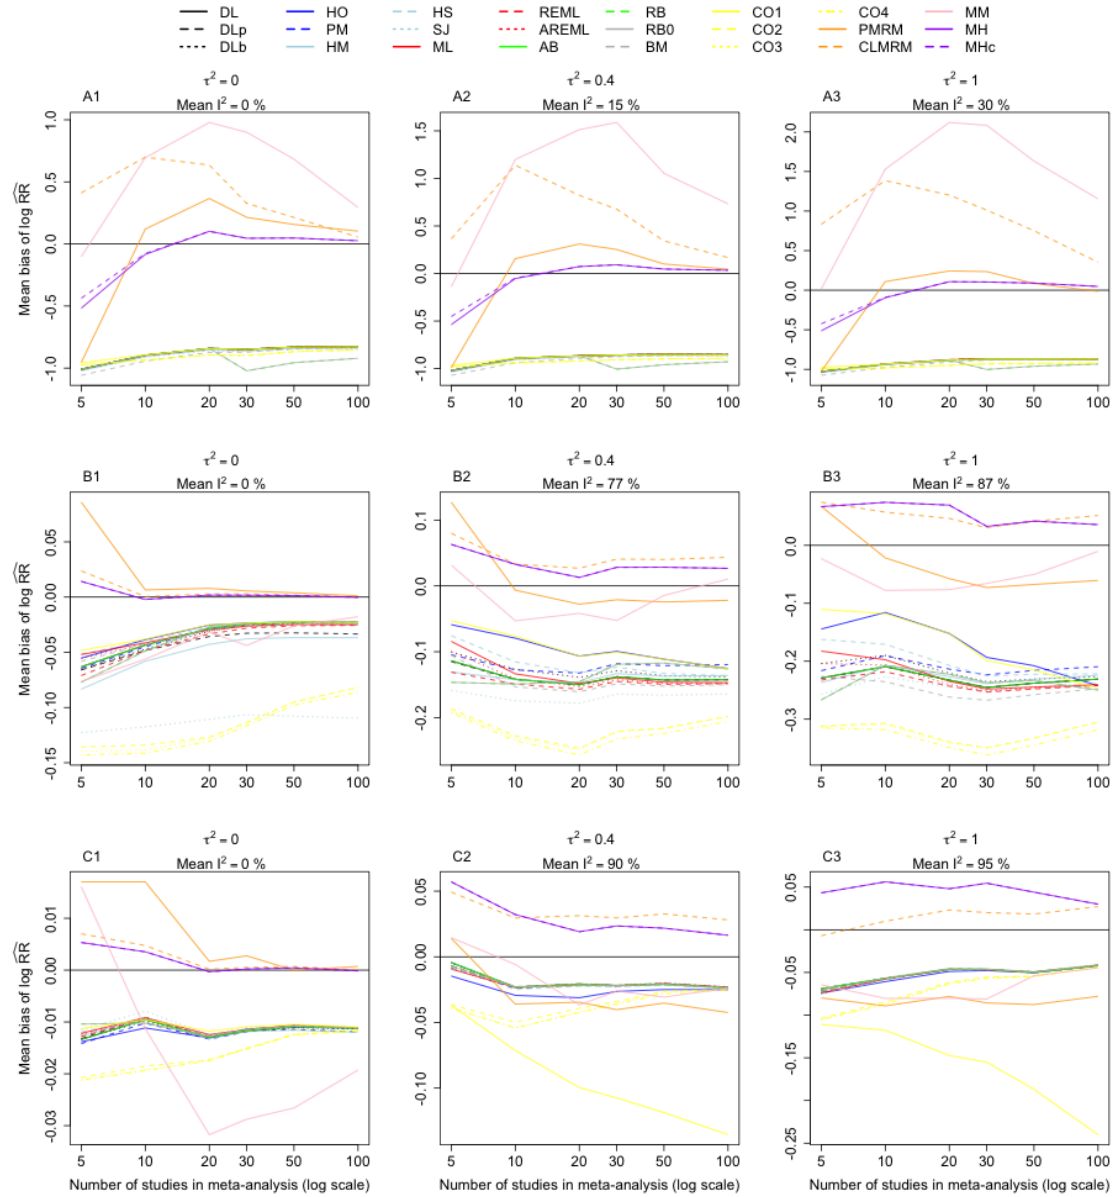 DL HO HS REML RB CO1 CO4 MM
DLp PM SJ AREML RB0 CO2 PMRM MH
DLb HM ML AB BM CO3 CLMRM MHc
τ² = 0 τ² = 0.4 τ² = 1
A1 Mean I² = 0 % A2 Mean I² = 15 % A3 Mean I² = 30 %
Mean bias of log R͡R
1.0
0.5
0.0
-0.5
-1.0
5 10 20 30 50 100
1.5
1.0
0.5
0.0
-0.5
-1.0
5 10 20 30 50 100
2.0
1.5
1.0
0.5
0.0
-0.5
-1.0
5 10 20 30 50 100
τ² = 0 τ² = 0.4 τ² = 1
B1 Mean I² = 0 % B2 Mean I² = 77 % B3 Mean I² = 87 %
Mean bias of log R͡R
0.05
0.00
-0.05
-0.10
-0.15
5 10 20 30 50 100
0.1
0.0
-0.1
-0.2
5 10 20 30 50 100
0.0
-0.1
-0.2
-0.3
5 10 20 30 50 100
τ² = 0 τ² = 0.4 τ² = 1
C1 Mean I² = 0 % C2 Mean I² = 90 % C3 Mean I² = 95 %
Mean bias of log R͡R
0.01
0.00
-0.01
-0.02
-0.03
5 10 20 30 50 100
0.05
0.00
-0.05
-0.10
5 10 20 30 50 100
0.05
-0.05
-0.15
-0.25
5 10 20 30 50 100
Number of studies in meta-analysis (log scale) Number of studies in meta-analysis (log scale) Number of studies in meta-analysis (log scale)